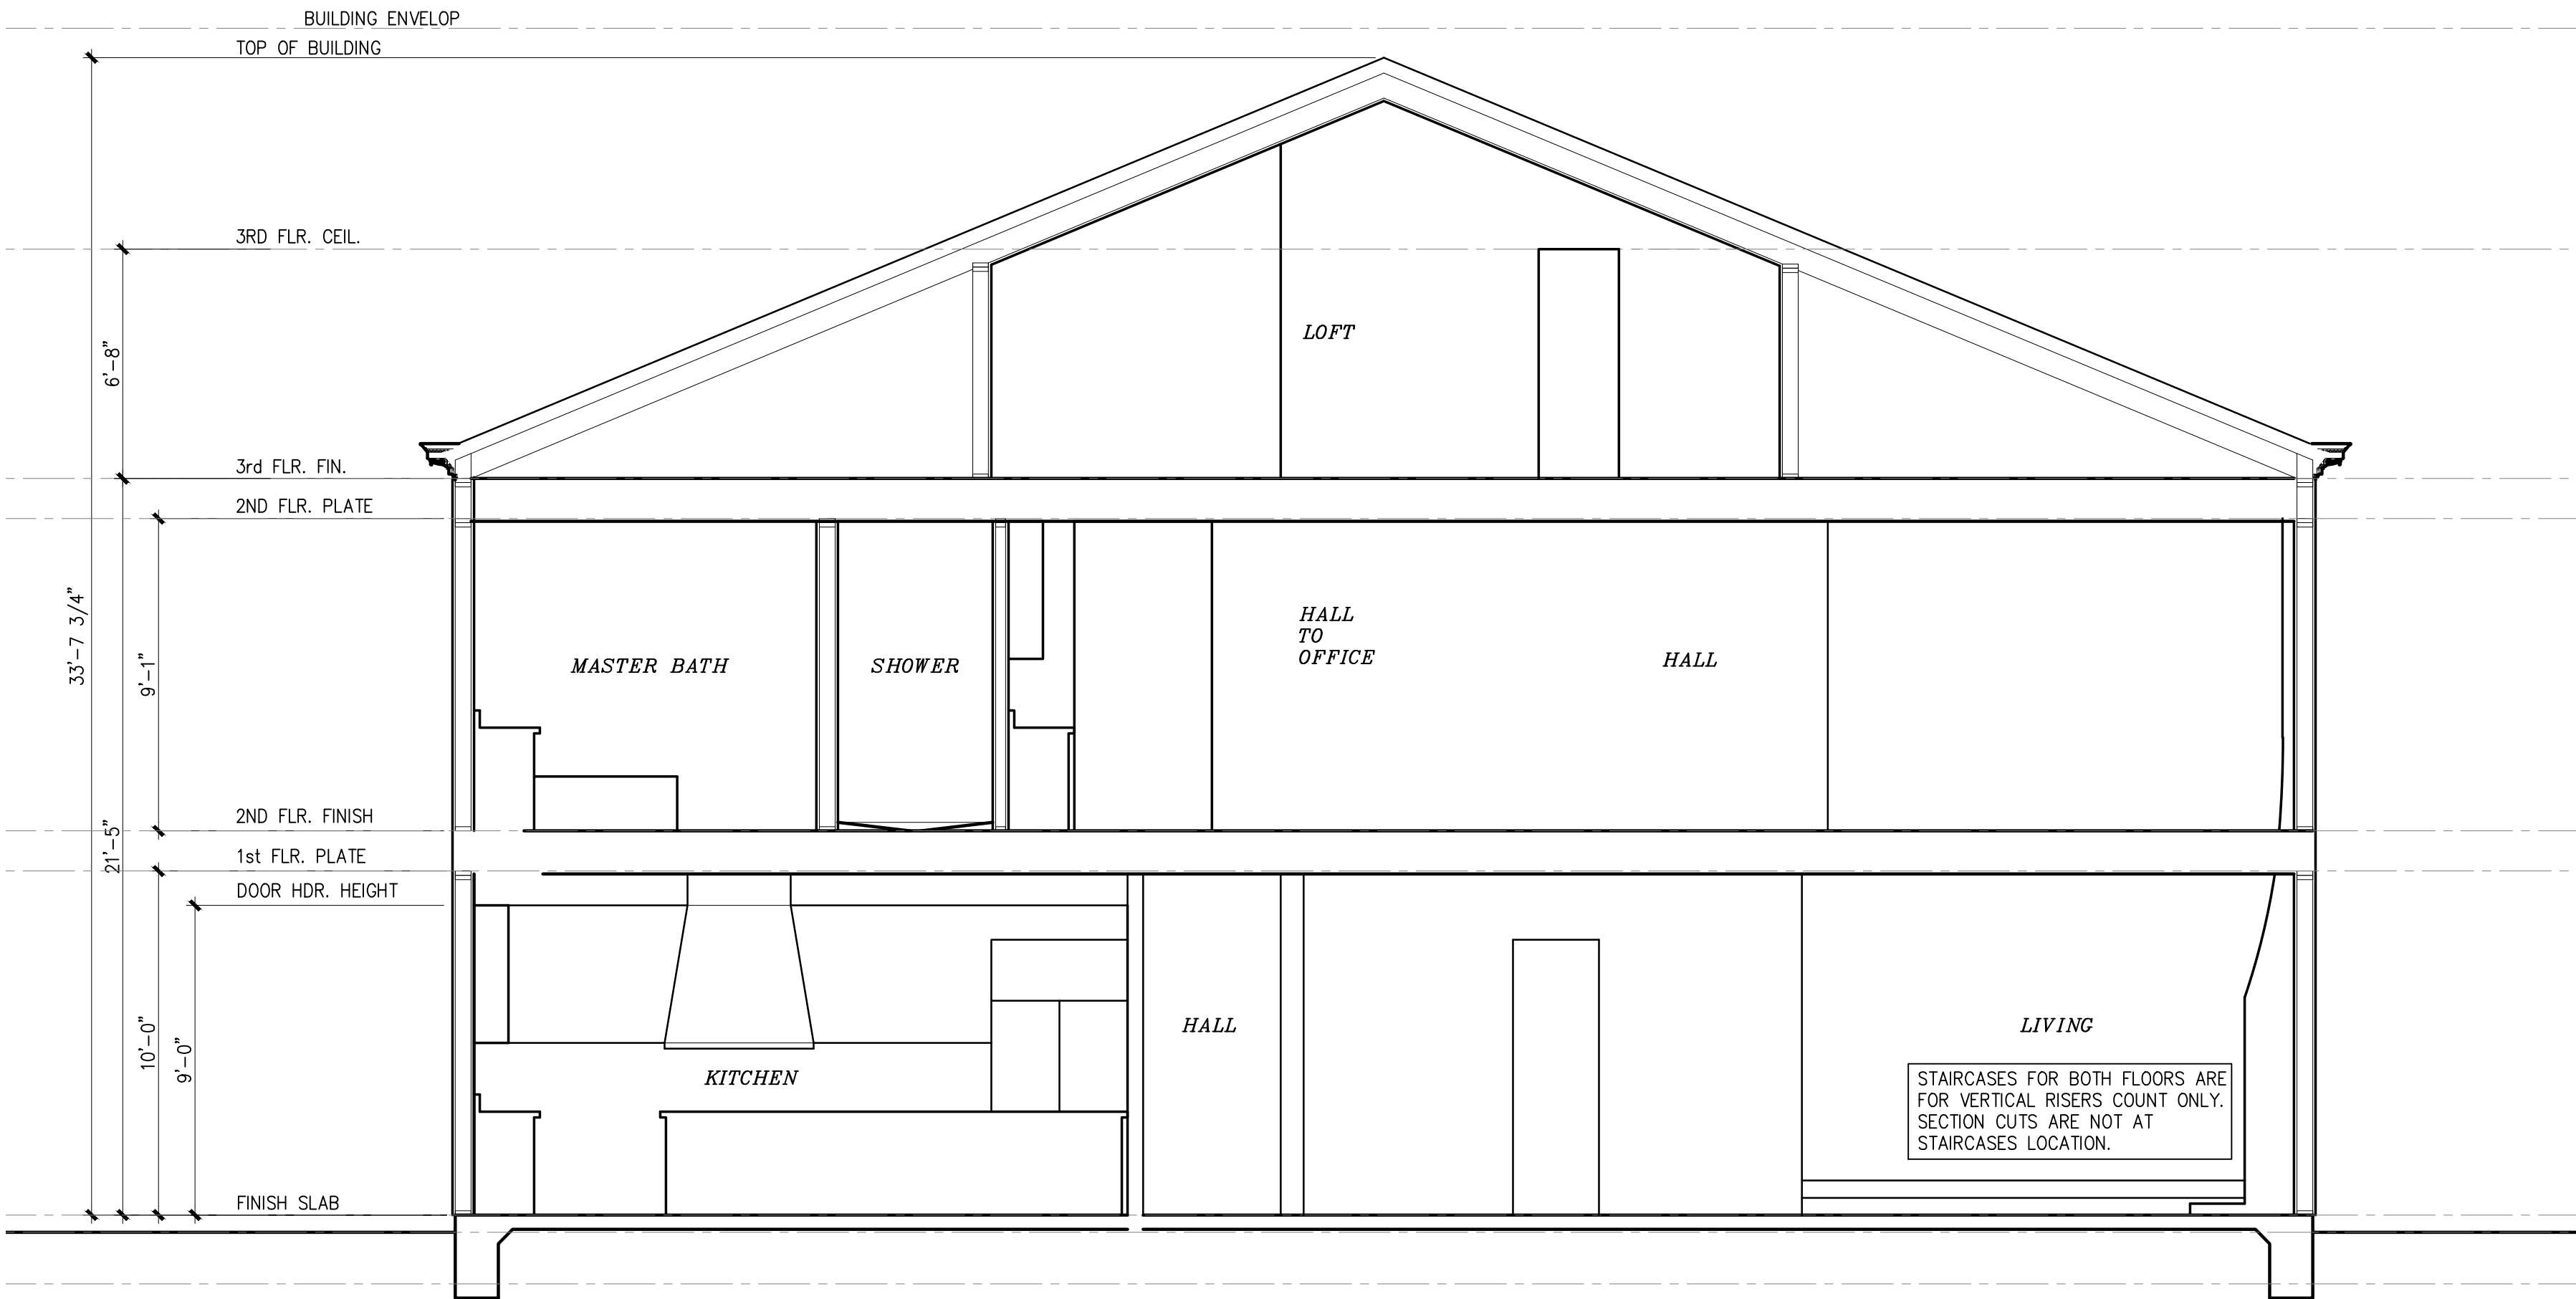 BUILDING ENVELOP
TOP OF BUILDING
3RD FLR. CEIL.
6'-8"
LOFT
3rd FLR. FIN.
2ND FLR. PLATE
33'-7 3/4"
9'-1"
MASTER BATH
SHOWER
HALL
TO
OFFICE
HALL
2ND FLR. FINISH
21'-5"
1st FLR. PLATE
DOOR HDR. HEIGHT
10'-0"
9'-0"
KITCHEN
HALL
LIVING
STAIRCASES FOR BOTH FLOORS ARE
FOR VERTICAL RISERS COUNT ONLY.
SECTION CUTS ARE NOT AT
STAIRCASES LOCATION.
FINISH SLAB